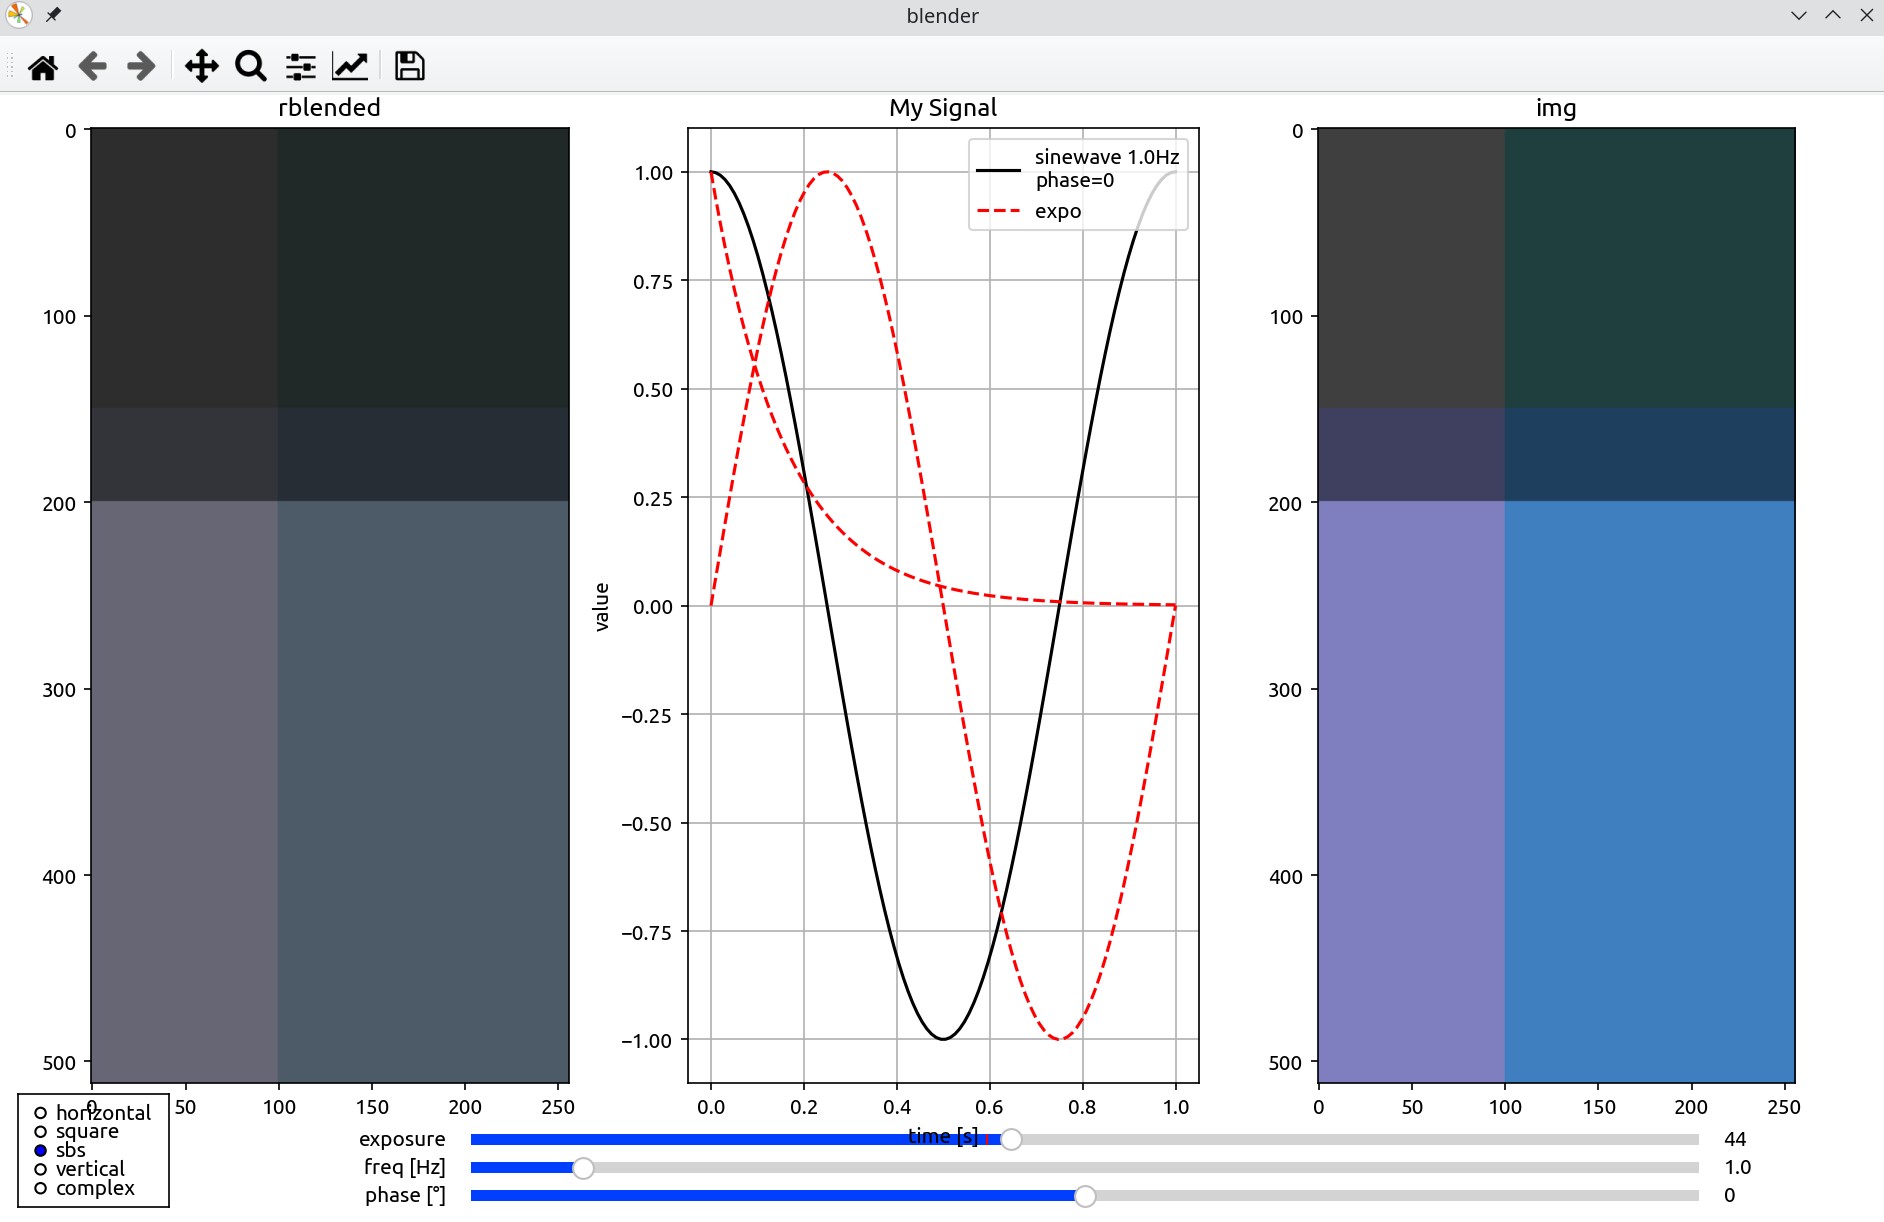 blender
rblended
My Signal
img
0
100
200
300
400
500
0
50
100
150
200
250
1.00
0.75
0.50
0.25
0.00
−0.25
−0.50
−0.75
−1.00
value
sinewave 1.0Hz
phase=0
expo
0.0
0.2
0.4
0.6
0.8
1.0
time [s]
0
100
200
300
400
500
0
50
100
150
200
250
horizontal
square
sbs
vertical
complex
exposure
44
freq [Hz]
1.0
phase [°]
0